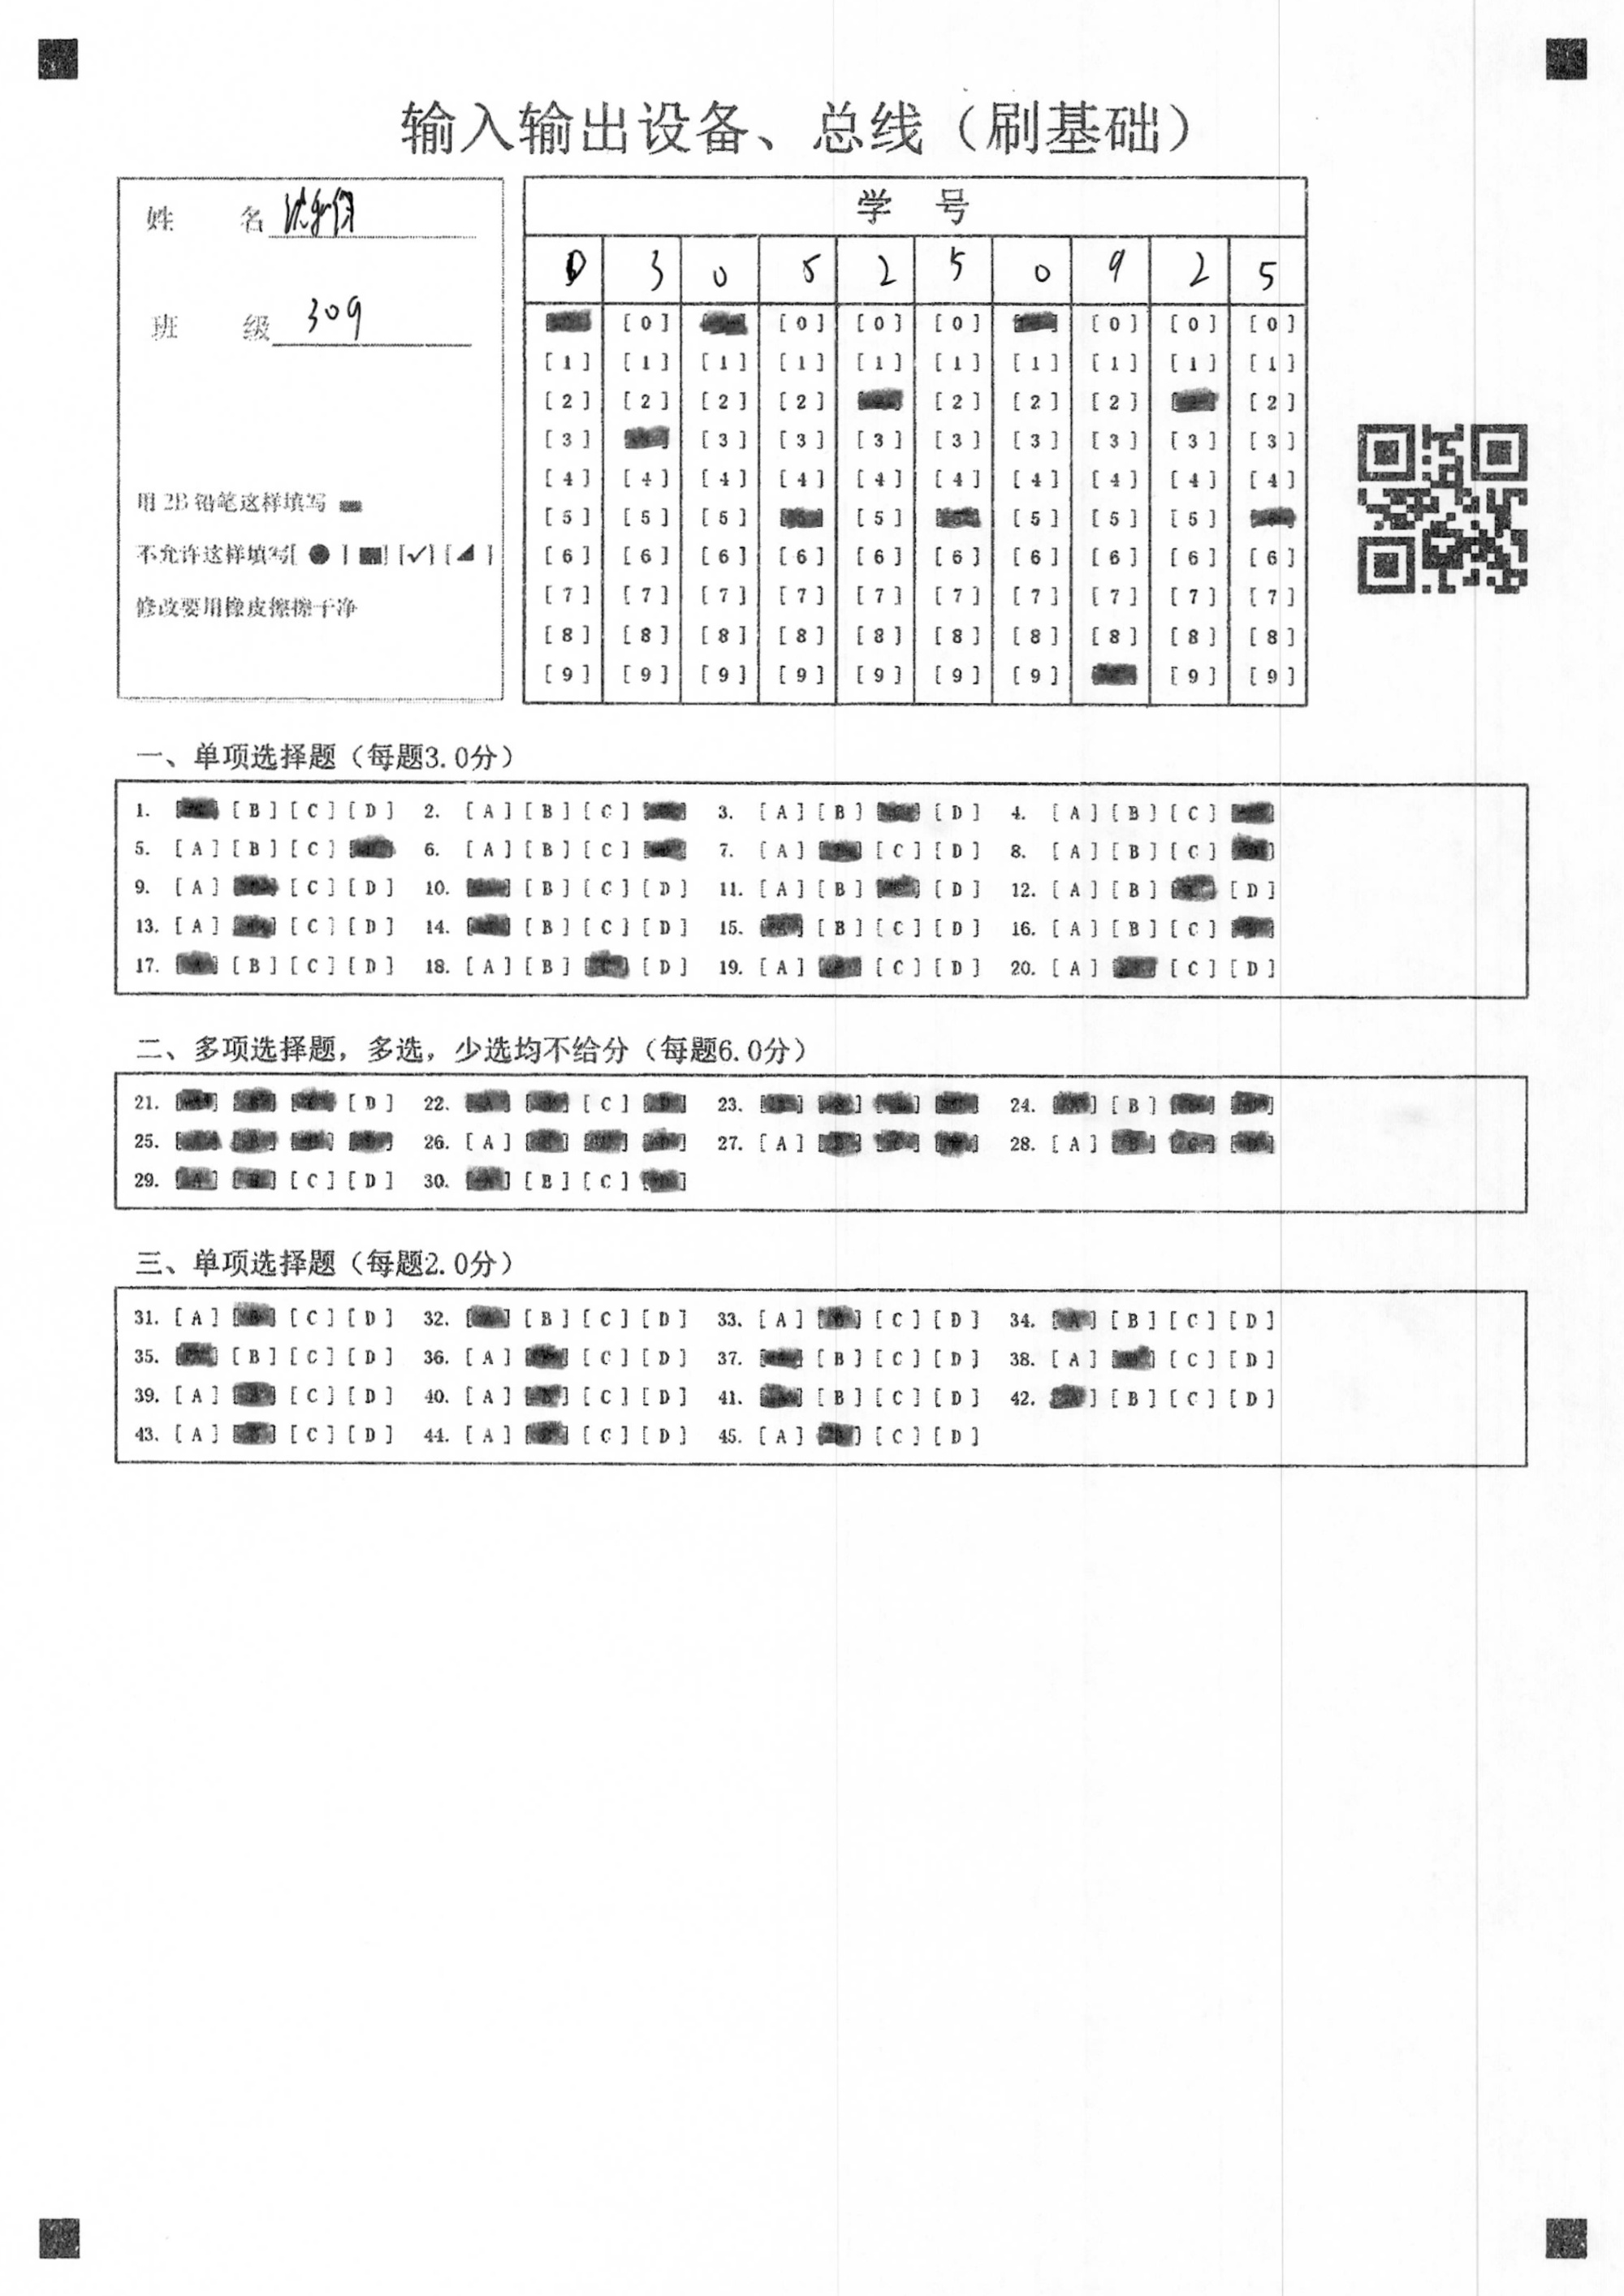 输入输出设备、总线（刷基础）
姓 名
班 级 309
用 2B 铅笔这样填写
不允许这样填写[ ● ] [■] [✓] [◢ ]
修改要用橡皮擦擦干净
学 号
0 3 0 5 2 5 0 9 2 5
[0] [0] [0] [0] [0] [0] [0]
[1] [1] [1] [1] [1] [1] [1] [1] [1] [1]
[2] [2] [2] [2] [2] [2] [2] [2]
[3] [3] [3] [3] [3] [3] [3] [3] [3]
[4] [4] [4] [4] [4] [4] [4] [4] [4] [4]
[5] [5] [5] [5] [5] [5] [5]
[6] [6] [6] [6] [6] [6] [6] [6] [6] [6]
[7] [7] [7] [7] [7] [7] [7] [7] [7] [7]
[8] [8] [8] [8] [8] [8] [8] [8] [8] [8]
[9] [9] [9] [9] [9] [9] [9] [9] [9]
一、单项选择题（每题3.0分）
1. [B] [C] [D] 2. [A] [B] [C] 3. [A] [B] [D] 4. [A] [B] [C]
5. [A] [B] [C] 6. [A] [B] [C] 7. [A] [C] [D] 8. [A] [B] [C]
9. [A] [C] [D] 10. [B] [C] [D] 11. [A] [B] [D] 12. [A] [B] [D]
13. [A] [C] [D] 14. [B] [C] [D] 15. [B] [C] [D] 16. [A] [B] [C]
17. [B] [C] [D] 18. [A] [B] [D] 19. [A] [C] [D] 20. [A] [C] [D]
二、多项选择题，多选，少选均不给分（每题6.0分）
21. [D] 22. [C] 23. 24. [B]
25. 26. [A] 27. [A] 28. [A]
29. [C] [D] 30. [B] [C]
三、单项选择题（每题2.0分）
31. [A] [C] [D] 32. [B] [C] [D] 33. [A] [C] [D] 34. [B] [C] [D]
35. [B] [C] [D] 36. [A] [C] [D] 37. [B] [C] [D] 38. [A] [C] [D]
39. [A] [C] [D] 40. [A] [C] [D] 41. [B] [C] [D] 42. [B] [C] [D]
43. [A] [C] [D] 44. [A] [C] [D] 45. [A] [C] [D]